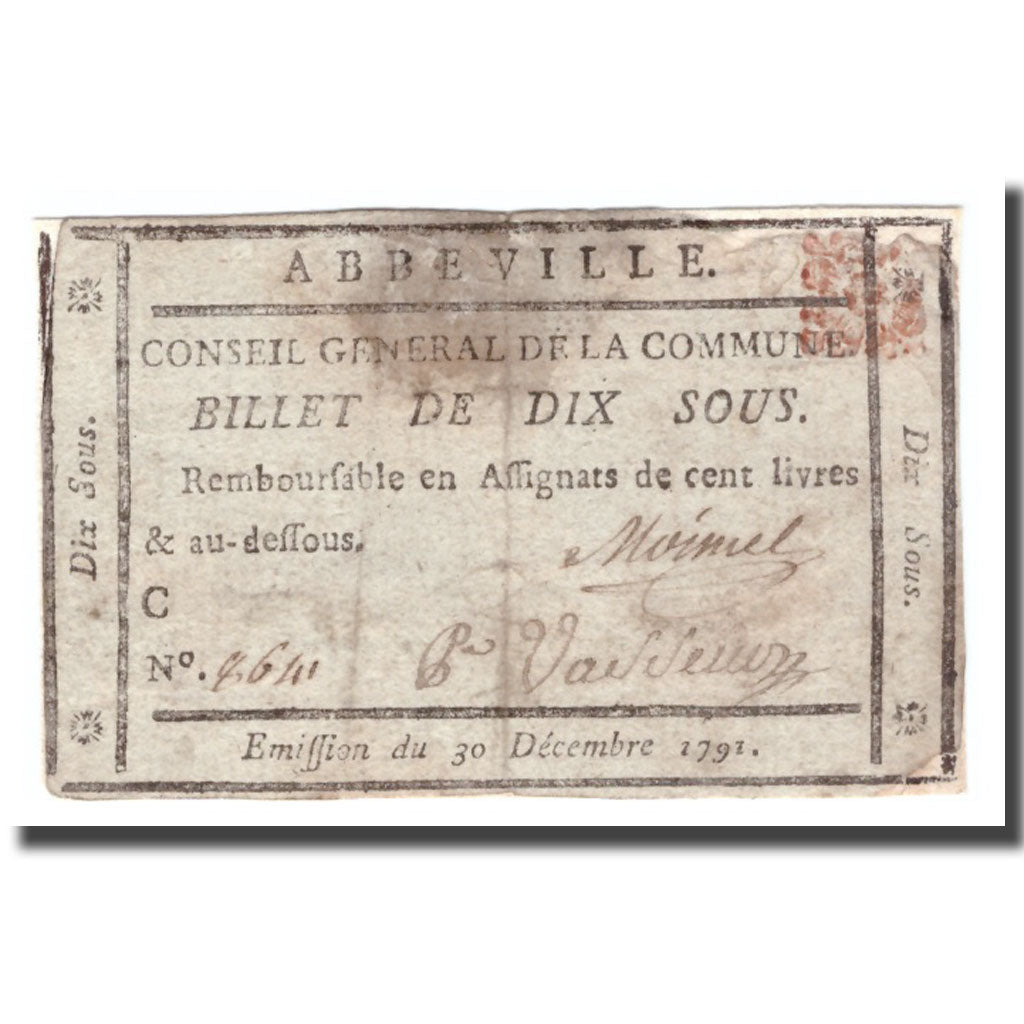 ABBEVILLE.
CONSEIL GENERAL DE LA COMMUNE.
BILLET DE DIX SOUS.
Rembourſable en Aſſignats de cent livres
& au-deſſous.
C
Nº.
Vasseur
Emiſſion du 30 Décembre 1791.
Dix Sous.
Dix Sous.